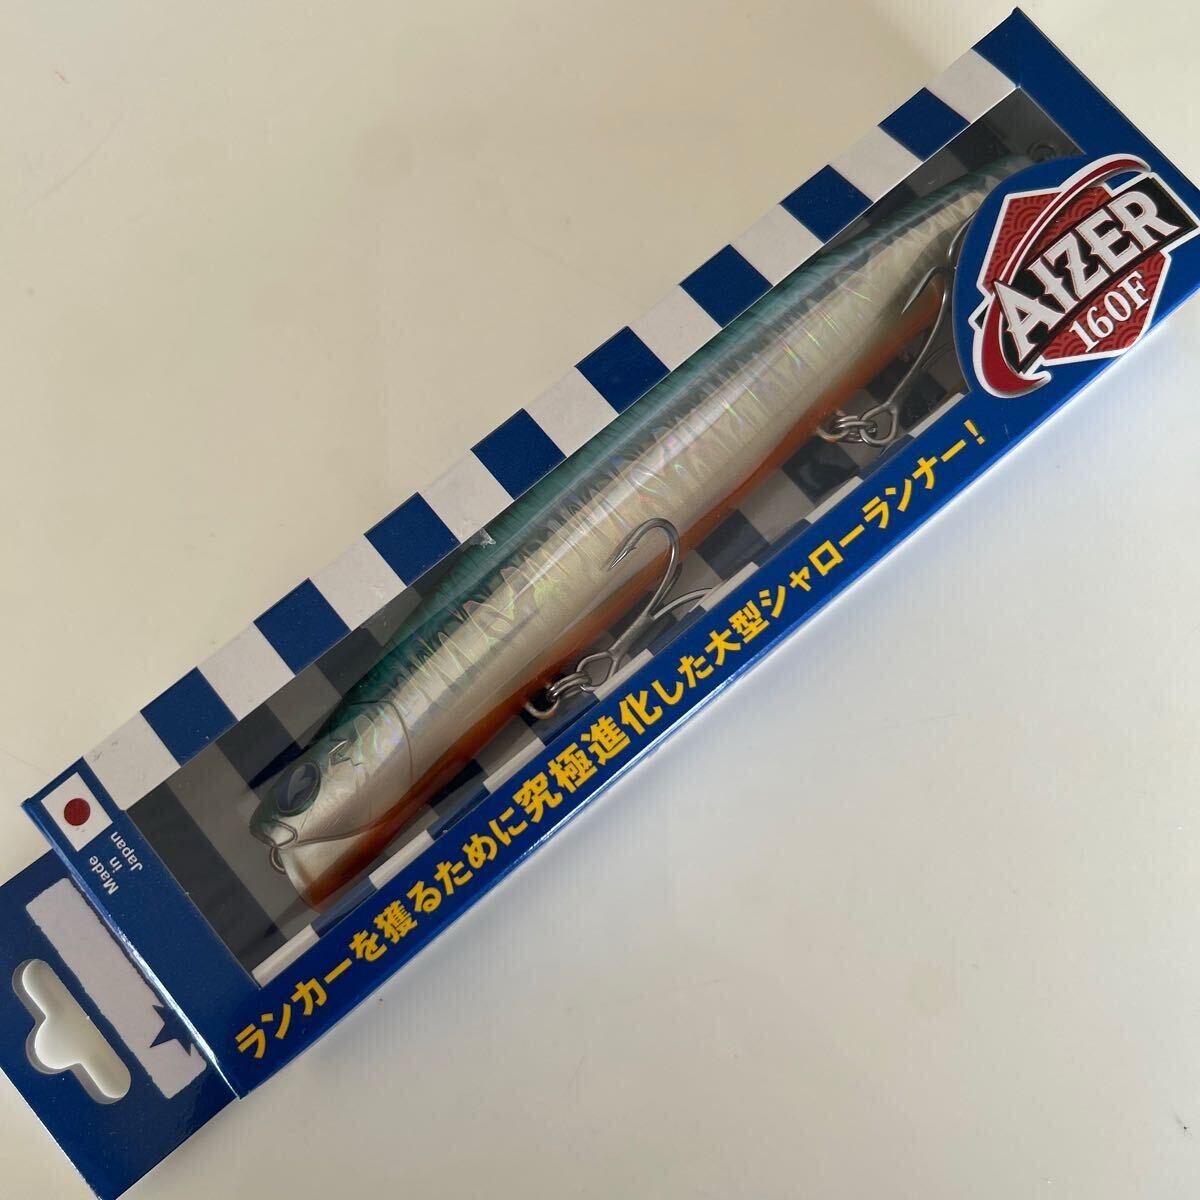 AIZER
160F
ランカーを獲るために究極進化した大型シャローランナー!
Made
in
Japan